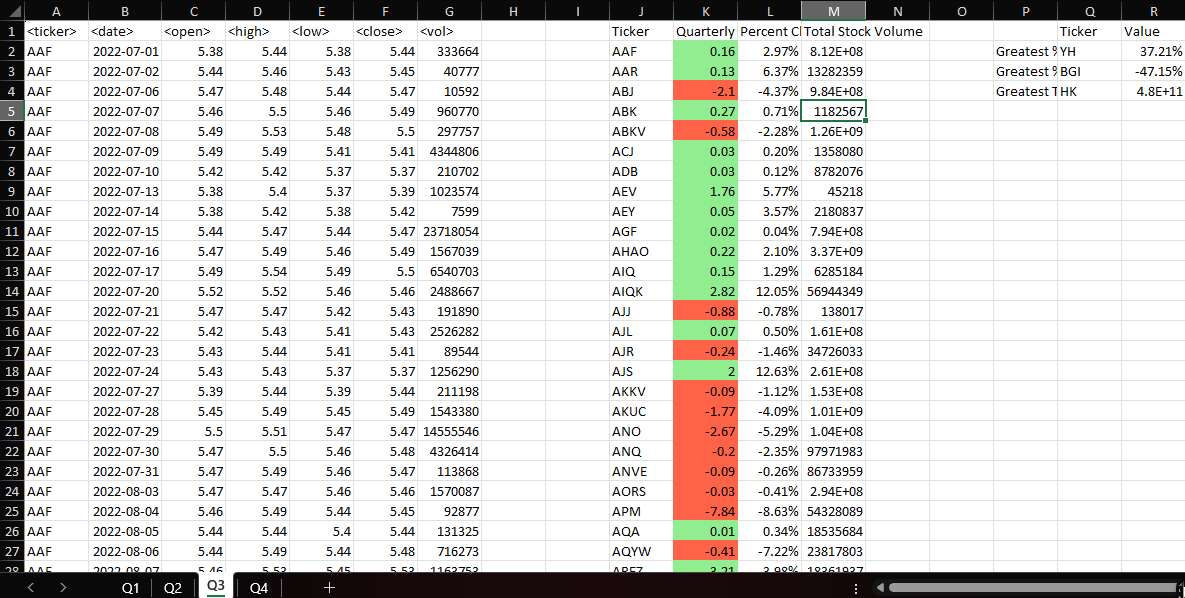 A B C D E F G H I J K L M N O P Q R
1 <ticker> <date> <open> <high> <low> <close> <vol> Ticker Quarterly Percent C Total Stock Volume Ticker Value
2 AAF 2022-07-01 5.38 5.44 5.38 5.44 333664 AAF 0.16 2.97% 8.12E+08 Greatest % YH 37.21%
3 AAF 2022-07-02 5.44 5.46 5.43 5.45 40777 AAR 0.13 6.37% 13282359 Greatest % BGI -47.15%
4 AAF 2022-07-06 5.47 5.48 5.44 5.47 10592 ABJ -2.1 -4.37% 9.84E+08 Greatest T HK 4.8E+11
5 AAF 2022-07-07 5.46 5.5 5.46 5.49 960770 ABK 0.27 0.71% 1182567
6 AAF 2022-07-08 5.49 5.53 5.48 5.5 297757 ABKV -0.58 -2.28% 1.26E+09
7 AAF 2022-07-09 5.49 5.49 5.41 5.41 4344806 ACJ 0.03 0.20% 1358080
8 AAF 2022-07-10 5.42 5.42 5.37 5.37 210702 ADB 0.03 0.12% 8782076
9 AAF 2022-07-13 5.38 5.4 5.37 5.39 1023574 AEV 1.76 5.77% 45218
10 AAF 2022-07-14 5.38 5.42 5.38 5.42 7599 AEY 0.05 3.57% 2180837
11 AAF 2022-07-15 5.44 5.47 5.44 5.47 23718054 AGF 0.02 0.04% 7.94E+08
12 AAF 2022-07-16 5.47 5.49 5.46 5.49 1567039 AHAO 0.22 2.10% 3.37E+09
13 AAF 2022-07-17 5.49 5.54 5.49 5.5 6540703 AIQ 0.15 1.29% 6285184
14 AAF 2022-07-20 5.52 5.52 5.46 5.46 2488667 AIQK 2.82 12.05% 56944349
15 AAF 2022-07-21 5.47 5.47 5.42 5.43 191890 AJJ -0.88 -0.78% 138017
16 AAF 2022-07-22 5.42 5.43 5.41 5.43 2526282 AJL 0.07 0.50% 1.61E+08
17 AAF 2022-07-23 5.43 5.44 5.41 5.41 89544 AJR -0.24 -1.46% 34726033
18 AAF 2022-07-24 5.43 5.43 5.37 5.37 1256290 AJS 2 12.63% 2.61E+08
19 AAF 2022-07-27 5.39 5.44 5.39 5.44 211198 AKKV -0.09 -1.12% 1.53E+08
20 AAF 2022-07-28 5.45 5.49 5.45 5.49 1543380 AKUC -1.77 -4.09% 1.01E+09
21 AAF 2022-07-29 5.5 5.51 5.47 5.47 14555546 ANO -2.67 -5.29% 1.04E+08
22 AAF 2022-07-30 5.47 5.5 5.46 5.48 4326414 ANQ -0.2 -2.35% 97971983
23 AAF 2022-07-31 5.47 5.49 5.46 5.47 113868 ANVE -0.09 -0.26% 86733959
24 AAF 2022-08-03 5.47 5.47 5.46 5.46 1570087 AORS -0.03 -0.41% 2.94E+08
25 AAF 2022-08-04 5.46 5.49 5.44 5.45 92877 APM -7.84 -8.63% 54328089
26 AAF 2022-08-05 5.44 5.44 5.4 5.44 131325 AQA 0.01 0.34% 18535684
27 AAF 2022-08-06 5.44 5.49 5.44 5.48 716273 AQYW -0.41 -7.22% 23817803
28 AAF 2022-08-07 5.46 5.53 5.45 5.53 1163753 3.21 3.98% 18361937
Q1 Q2 Q3 Q4 +